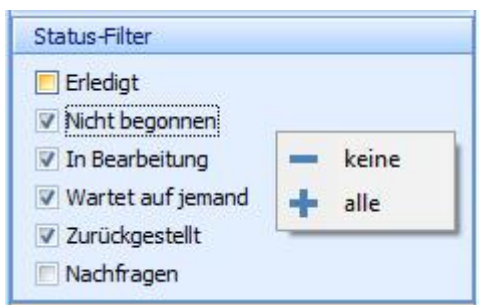 Status-Filter
Erledigt
Nicht begonnen
In Bearbeitung
keine
Wartet auf jemand
alle
Zurückgestellt
Nachfragen